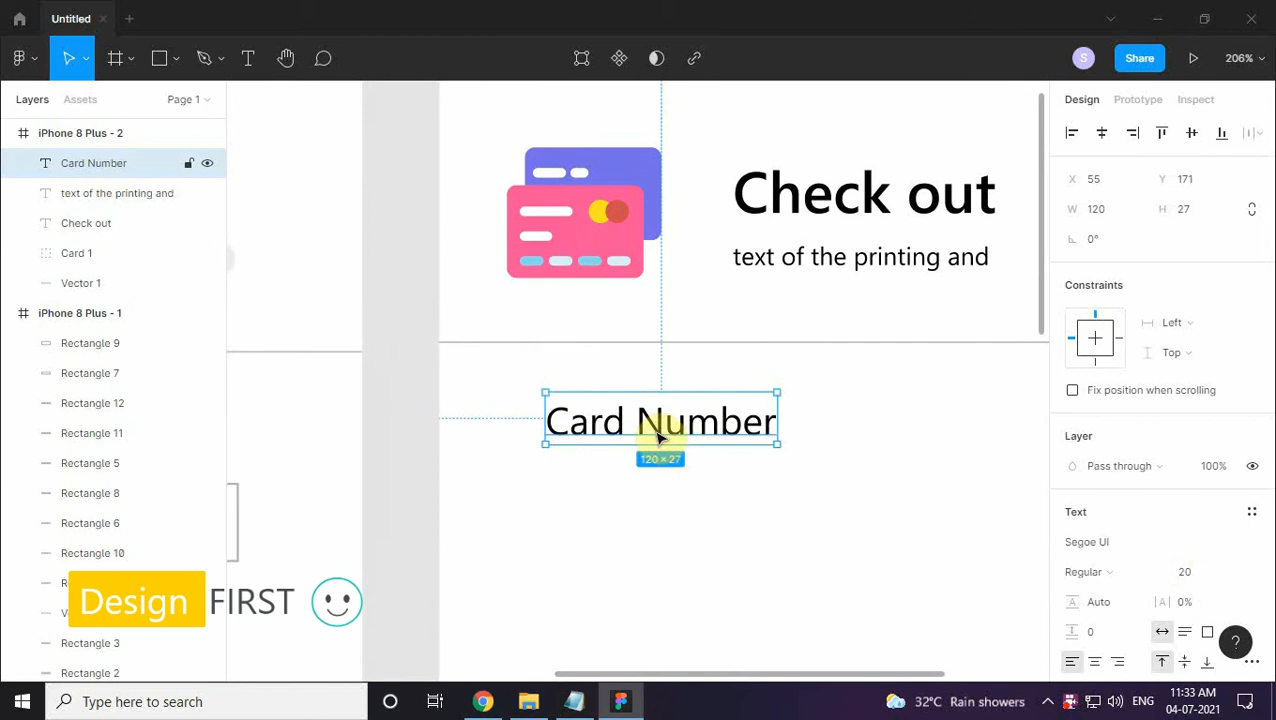 Untitled
S
Share
206%
Layers
Assets
Page 1
Design
Prototype
Inspect
iPhone 8 Plus - 2
Card Number
text of the printing and
Check out
Card 1
Vector 1
iPhone 8 Plus - 1
Rectangle 9
Rectangle 7
Rectangle 12
Rectangle 11
Rectangle 5
Rectangle 8
Rectangle 6
Rectangle 10
Rectangle 3
Rectangle 2
Check out
text of the printing and
Card Number
120 × 27
Design FIRST
X 55
Y 171
W 120
H 27
0°
Constraints
Left
Top
Fix position when scrolling
Layer
Pass through
100%
Text
Segoe UI
Regular
20
Auto
0%
0
?
Type here to search
32°C Rain showers
ENG
11:33 AM
04-07-2021